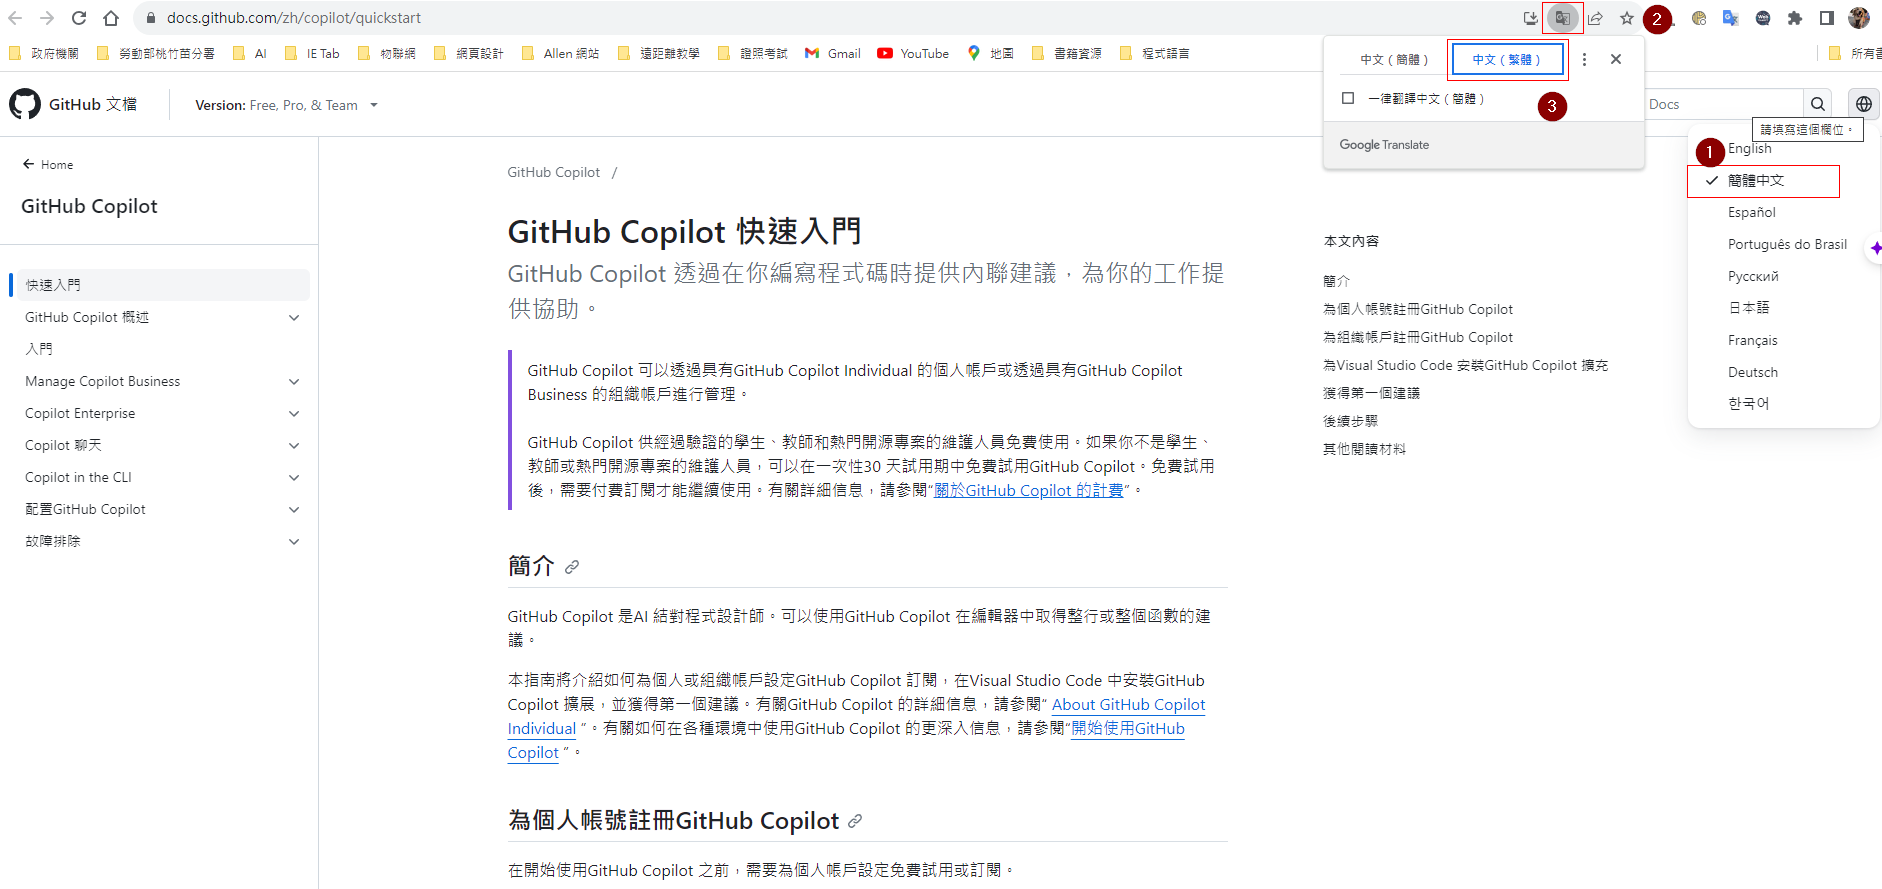 docs.github.com/zh/copilot/quickstart
2
政府機關
勞動部桃竹苗分署
AI
IE Tab
物聯網
網頁設計
Allen 網站
遠距離教學
證照考試
Gmail
YouTube
地圖
書籍資源
程式語言
所有書
中文（簡體）
中文（繁體）
一律翻譯中文（簡體）
3
Google Translate
GitHub 文檔
Version: Free, Pro, & Team
Docs
請填寫這個欄位。
1
English
簡體中文
Español
Português do Brasil
Русский
日本語
Français
Deutsch
한국어
Home
GitHub Copilot
快速入門
GitHub Copilot 概述
入門
Manage Copilot Business
Copilot Enterprise
Copilot 聊天
Copilot in the CLI
配置GitHub Copilot
故障排除
GitHub Copilot /
GitHub Copilot 快速入門
GitHub Copilot 透過在你編寫程式碼時提供內聯建議，為你的工作提
供協助。
GitHub Copilot 可以透過具有GitHub Copilot Individual 的個人帳戶或透過具有GitHub Copilot
Business 的組織帳戶進行管理。
GitHub Copilot 供經過驗證的學生、教師和熱門開源專案的維護人員免費使用。如果你不是學生、
教師或熱門開源專案的維護人員，可以在一次性30 天試用期中免費試用GitHub Copilot。免費試用
後，需要付費訂閱才能繼續使用。有關詳細信息，請參閱“關於GitHub Copilot 的計費”。
簡介
GitHub Copilot 是AI 結對程式設計師。可以使用GitHub Copilot 在編輯器中取得整行或整個函數的建
議。
本指南將介紹如何為個人或組織帳戶設定GitHub Copilot 訂閱，在Visual Studio Code 中安裝GitHub
Copilot 擴展，並獲得第一個建議。有關GitHub Copilot 的詳細信息，請參閱“ About GitHub Copilot
Individual ”。有關如何在各種環境中使用GitHub Copilot 的更深入信息，請參閱“開始使用GitHub
Copilot ”。
為個人帳號註冊GitHub Copilot
在開始使用GitHub Copilot 之前，需要為個人帳戶設定免費試用或訂閱。
本文內容
簡介
為個人帳號註冊GitHub Copilot
為組織帳戶註冊GitHub Copilot
為Visual Studio Code 安裝GitHub Copilot 擴充
獲得第一個建議
後續步驟
其他閱讀材料